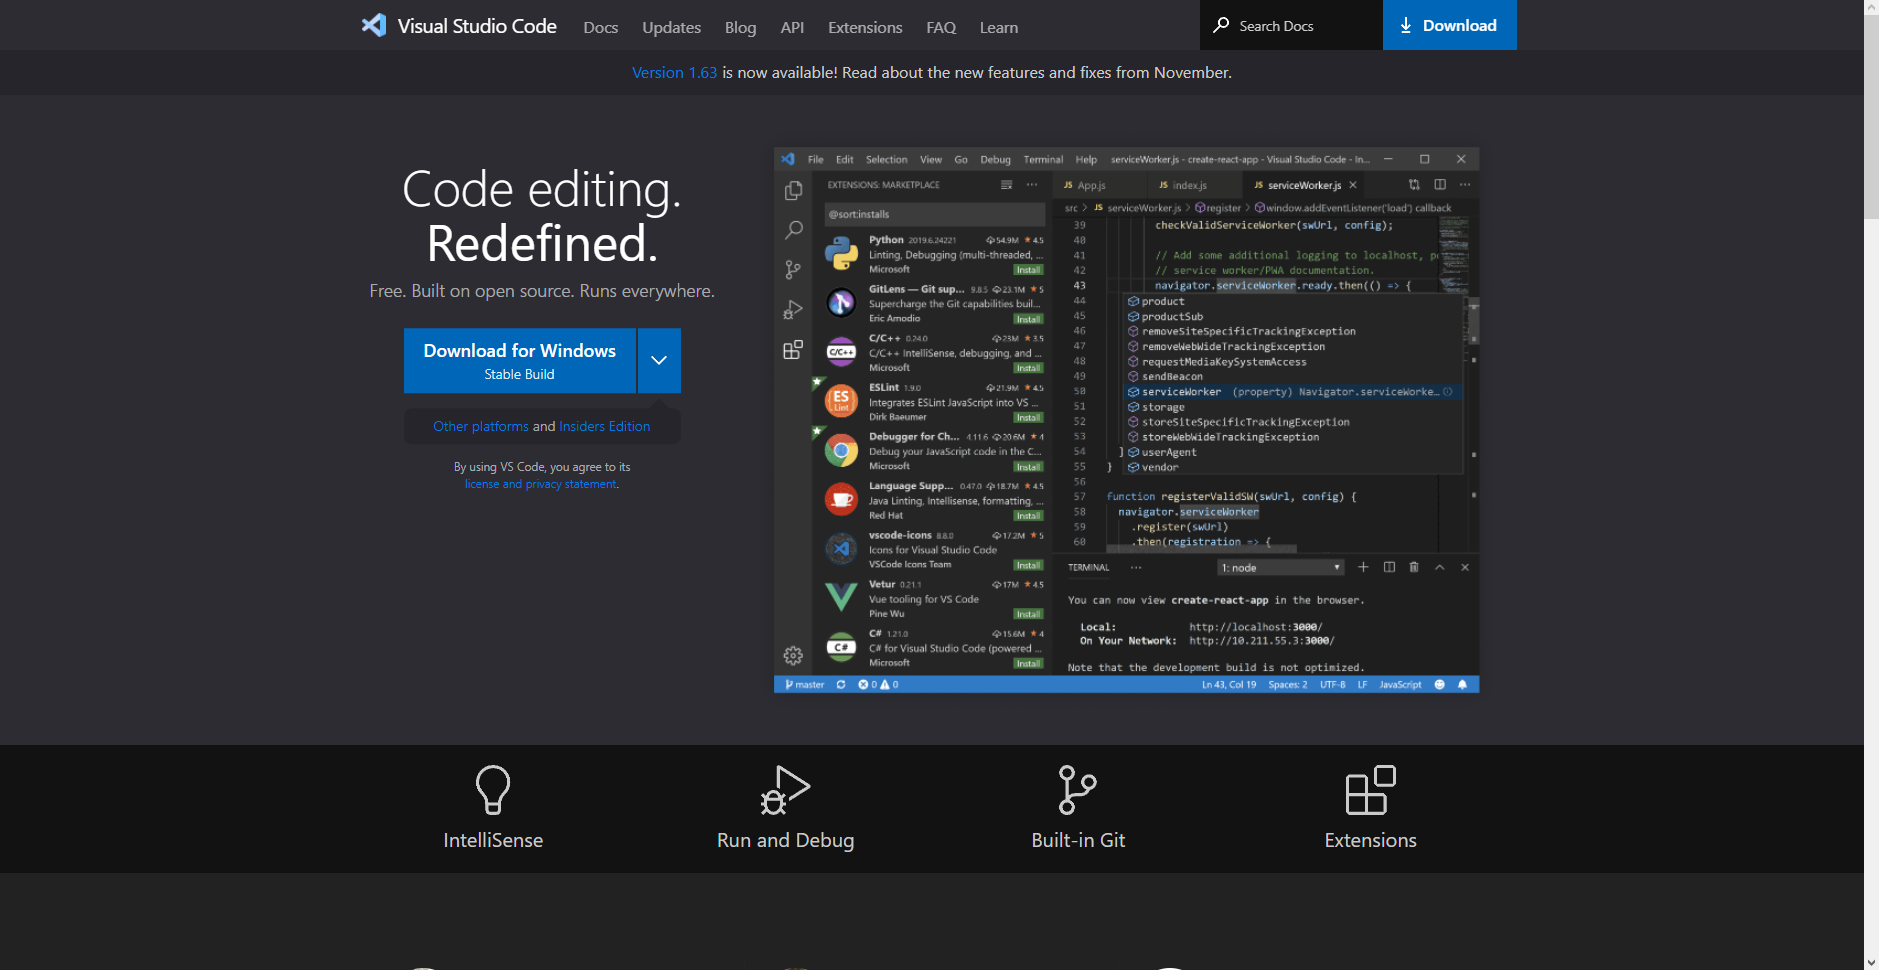 Visual Studio Code Docs Updates Blog API Extensions FAQ Learn Search Docs Download
Version 1.63 is now available! Read about the new features and fixes from November.
Code editing.
Redefined.
Free. Built on open source. Runs everywhere.
Download for Windows
Stable Build
Other platforms and Insiders Edition
By using VS Code, you agree to its
license and privacy statement.
File Edit Selection View Go Debug Terminal Help serviceWorker.js - create-react-app - Visual Studio Code - In...
EXTENSIONS: MARKETPLACE
@sort:installs
Python 2019.6.24221 54.9M 4.5
Linting, Debugging (multi-threaded, ...
Microsoft Install
GitLens — Git sup... 9.8.5 23.1M 5
Supercharge the Git capabilities buil...
Eric Amodio Install
C/C++ 0.24.0 23M 3.5
C/C++ C/C++ IntelliSense, debugging, and ...
Microsoft Install
ESLint 1.9.0 21.9M 4.5
ES Lint Integrates ESLint JavaScript into VS ...
Dirk Baeumer Install
Debugger for Ch... 4.11.6 20.6M 4
Debug your JavaScript code in the C...
Microsoft Install
Language Supp... 0.47.0 18.7M 4.5
Java Linting, Intellisense, formatting, ...
Red Hat Install
vscode-icons 8.8.0 17.2M 5
Icons for Visual Studio Code
VSCode Icons Team Install
Vetur 0.21.1 17M 4.5
Vue tooling for VS Code
Pine Wu Install
C# 1.21.0 15.6M 4
C# C# for Visual Studio Code (powered ...
Microsoft Install
JS App.js JS index.js JS serviceWorker.js
src > JS serviceWorker.js > register > window.addEventListener('load') callback
39 checkValidServiceWorker(swUrl, config);
40
41 // Add some additional logging to localhost, p
42 // service worker/PWA documentation.
43 navigator.serviceWorker.ready.then(() => {
44 product
45 productSub
46 removeSiteSpecificTrackingException
47 removeWebWideTrackingException
48 requestMediaKeySystemAccess
49 sendBeacon
50 serviceWorker (property) Navigator.serviceWorke...
51 storage
52 storeSiteSpecificTrackingException
53 storeWebWideTrackingException
54 } userAgent
55 } vendor
56
57 function registerValidSW(swUrl, config) {
58 navigator.serviceWorker
59 .register(swUrl)
60 .then(registration => {
TERMINAL ... 1: node
You can now view create-react-app in the browser.
Local: http://localhost:3000/
On Your Network: http://10.211.55.3:3000/
Note that the development build is not optimized.
master 0 0 Ln 43, Col 19 Spaces: 2 UTF-8 LF JavaScript
IntelliSense Run and Debug Built-in Git Extensions